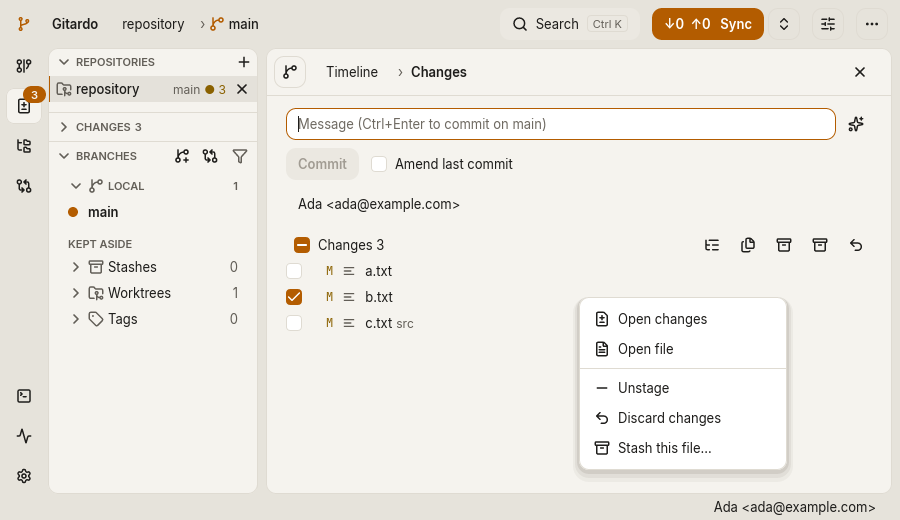 Gitardo repository › main Search Ctrl K ↓0 ↑0 Sync
REPOSITORIES
repository main 3
3
CHANGES 3
BRANCHES
LOCAL 1
main
KEPT ASIDE
Stashes 0
Worktrees 1
Tags 0
Timeline › Changes
Message (Ctrl+Enter to commit on main)
Commit Amend last commit
Ada <ada@example.com>
Changes 3
M a.txt
M b.txt
M c.txt src
Open changes
Open file
Unstage
Discard changes
Stash this file...
Ada <ada@example.com>